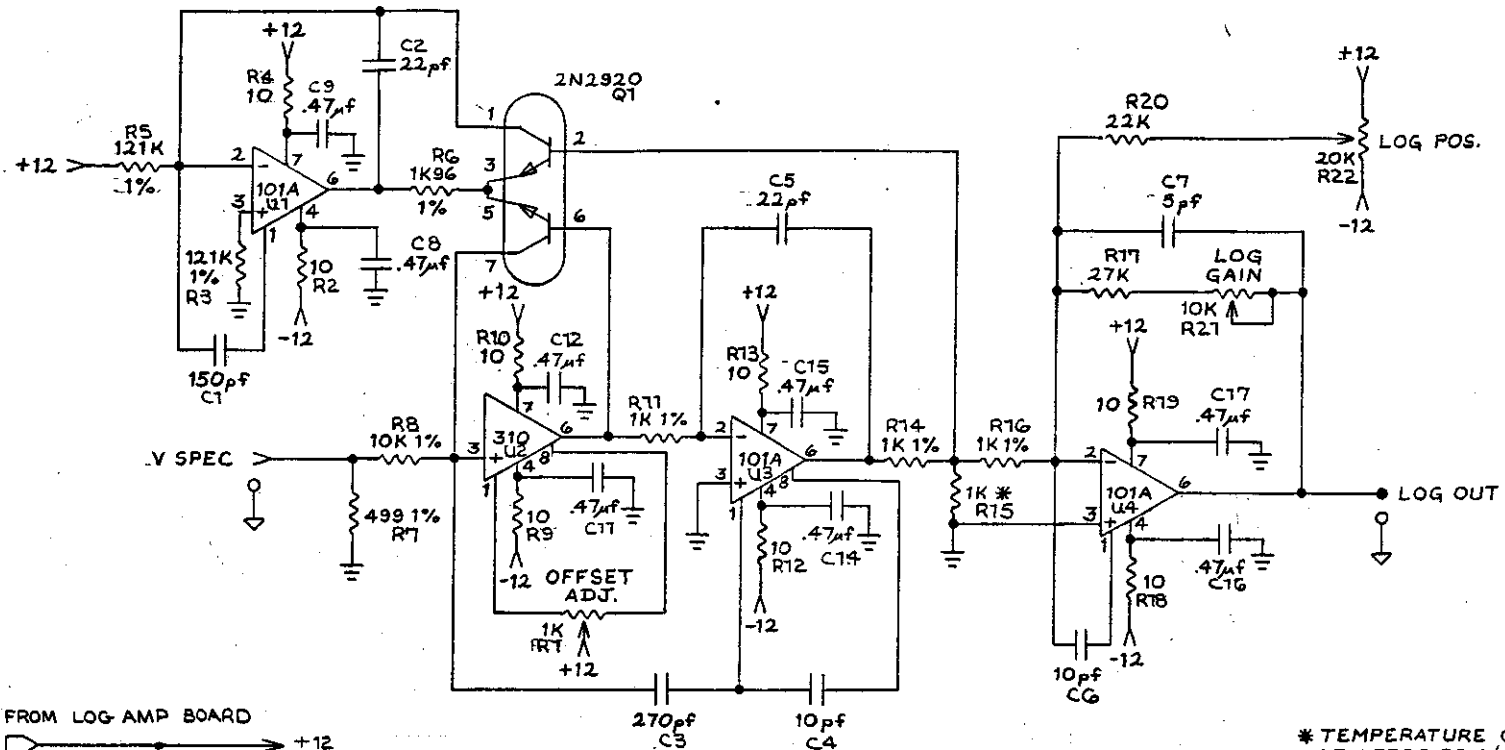 +12
R4
10
C9
.47µf
C2
22pf
2N2920
Q1
1
2
3
5
6
7
+12
R5
121K
1%
2
-
7
101A
U1
6
3
+
4
1
R6
1K96
1%
121K
1%
R3
10
R2
-12
C8
.47µf
150pf
C1
+12
R10
10
C12
.47µf
V SPEC
R8
10K 1%
499 1%
R7
3
+
7
310
U2
6
8
4
1
10
R9
-12
.47µf
C11
OFFSET
ADJ.
1K
R1
+12
R11
1K 1%
C5
22pf
+12
R13
10
C15
.47µf
2
-
7
101A
U3
6
8
3
+
4
1
10
R12
-12
.47µf
C14
270pf
C3
10pf
C4
R14
1K 1%
R16
1K 1%
1K *
R15
R20
22K
+12
LOG POS.
20K
R22
-12
C7
5pf
R17
27K
LOG
GAIN
10K
R21
+12
10
R19
C17
.47µf
2
-
7
101A
U4
6
3
+
4
1
.47µf
C16
10
R18
-12
10pf
C6
LOG OUT
FROM LOG AMP BOARD
+12
* TEMPERATURE